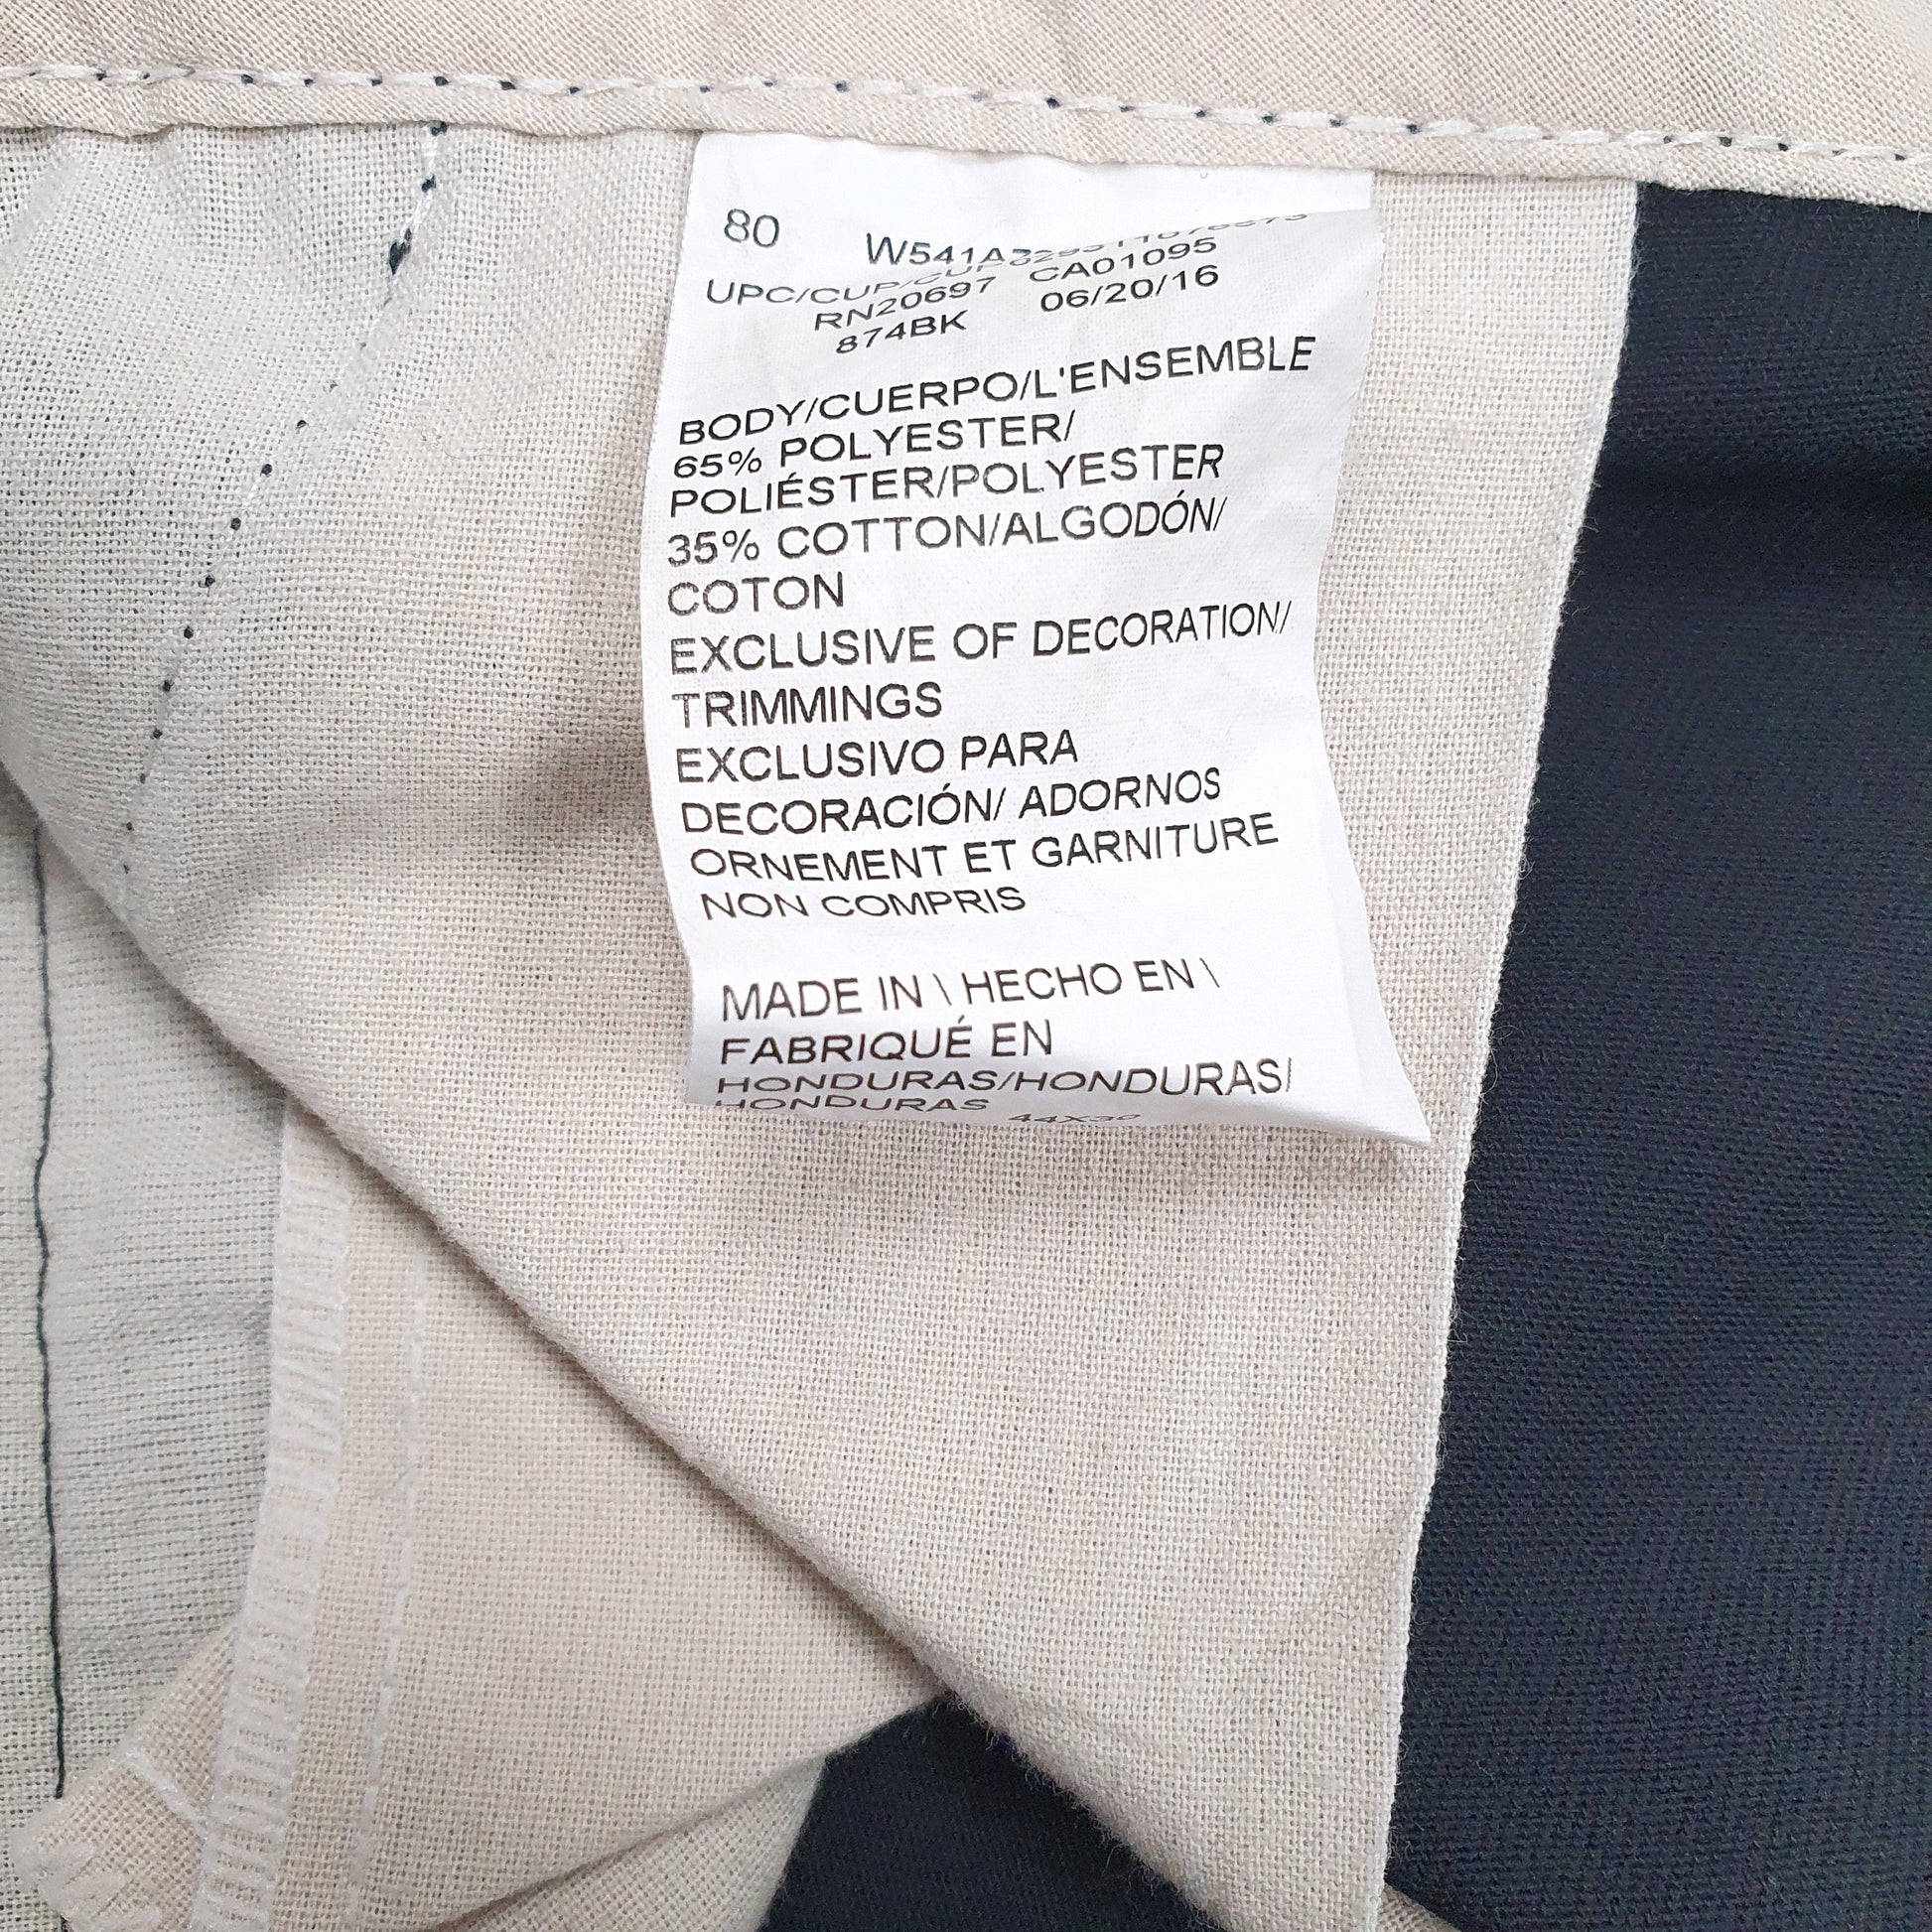 80 W541A
UPC/CUP/CUP
RN20697 CA01095
874BK 06/20/16
BODY/CUERPO/L'ENSEMBLE
65% POLYESTER/
POLIÉSTER/POLYESTER
35% COTTON/ALGODÓN/
COTON
EXCLUSIVE OF DECORATION/
TRIMMINGS
EXCLUSIVO PARA
DECORACIÓN/ ADORNOS
ORNEMENT ET GARNITURE
NON COMPRIS
MADE IN \ HECHO EN \
FABRIQUÉ EN
HONDURAS/HONDURAS/
HONDURAS